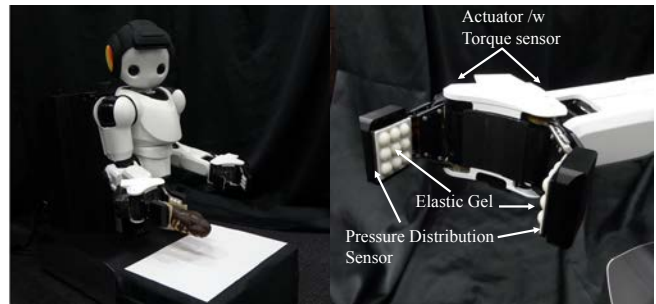 Actuator /w
Torque sensor
Elastic Gel
Pressure Distribution
Sensor